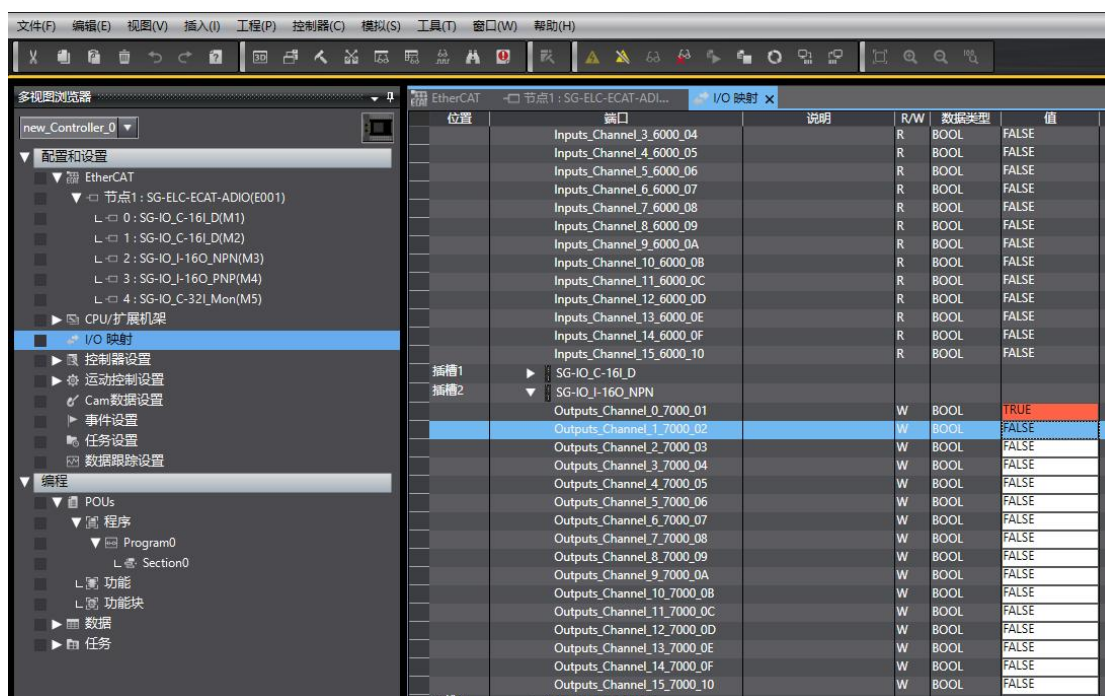 文件(F) 编辑(E) 视图(V) 插入(I) 工程(P) 控制器(C) 模拟(S) 工具(T) 窗口(W) 帮助(H)
多视图浏览器
new_Controller_0
配置和设置
EtherCAT
节点1 : SG-ELC-ECAT-ADIO(E001)
0 : SG-IO_C-16I_D(M1)
1 : SG-IO_C-16I_D(M2)
2 : SG-IO_I-16O_NPN(M3)
3 : SG-IO_I-16O_PNP(M4)
4 : SG-IO_C-32I_Mon(M5)
CPU/扩展机架
I/O 映射
控制器设置
运动控制设置
Cam数据设置
事件设置
任务设置
数据跟踪设置
编程
POUs
程序
Program0
Section0
功能
功能块
数据
任务
EtherCAT 节点1 : SG-ELC-ECAT-ADI... I/O 映射
位置 端口 说明 R/W 数据类型 值
Inputs_Channel_3_6000_04 R BOOL FALSE
Inputs_Channel_4_6000_05 R BOOL FALSE
Inputs_Channel_5_6000_06 R BOOL FALSE
Inputs_Channel_6_6000_07 R BOOL FALSE
Inputs_Channel_7_6000_08 R BOOL FALSE
Inputs_Channel_8_6000_09 R BOOL FALSE
Inputs_Channel_9_6000_0A R BOOL FALSE
Inputs_Channel_10_6000_0B R BOOL FALSE
Inputs_Channel_11_6000_0C R BOOL FALSE
Inputs_Channel_12_6000_0D R BOOL FALSE
Inputs_Channel_13_6000_0E R BOOL FALSE
Inputs_Channel_14_6000_0F R BOOL FALSE
Inputs_Channel_15_6000_10 R BOOL FALSE
插槽1 SG-IO_C-16I_D
插槽2 SG-IO_I-16O_NPN
Outputs_Channel_0_7000_01 W BOOL TRUE
Outputs_Channel_1_7000_02 W BOOL FALSE
Outputs_Channel_2_7000_03 W BOOL FALSE
Outputs_Channel_3_7000_04 W BOOL FALSE
Outputs_Channel_4_7000_05 W BOOL FALSE
Outputs_Channel_5_7000_06 W BOOL FALSE
Outputs_Channel_6_7000_07 W BOOL FALSE
Outputs_Channel_7_7000_08 W BOOL FALSE
Outputs_Channel_8_7000_09 W BOOL FALSE
Outputs_Channel_9_7000_0A W BOOL FALSE
Outputs_Channel_10_7000_0B W BOOL FALSE
Outputs_Channel_11_7000_0C W BOOL FALSE
Outputs_Channel_12_7000_0D W BOOL FALSE
Outputs_Channel_13_7000_0E W BOOL FALSE
Outputs_Channel_14_7000_0F W BOOL FALSE
Outputs_Channel_15_7000_10 W BOOL FALSE